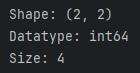 Shape: (2, 2)
Datatype: int64
Size: 4